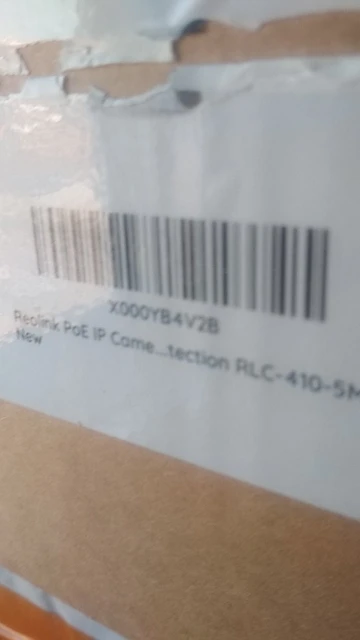 X000YB4V2B
Reolink PoE IP Came...tection RLC-410-5M
New